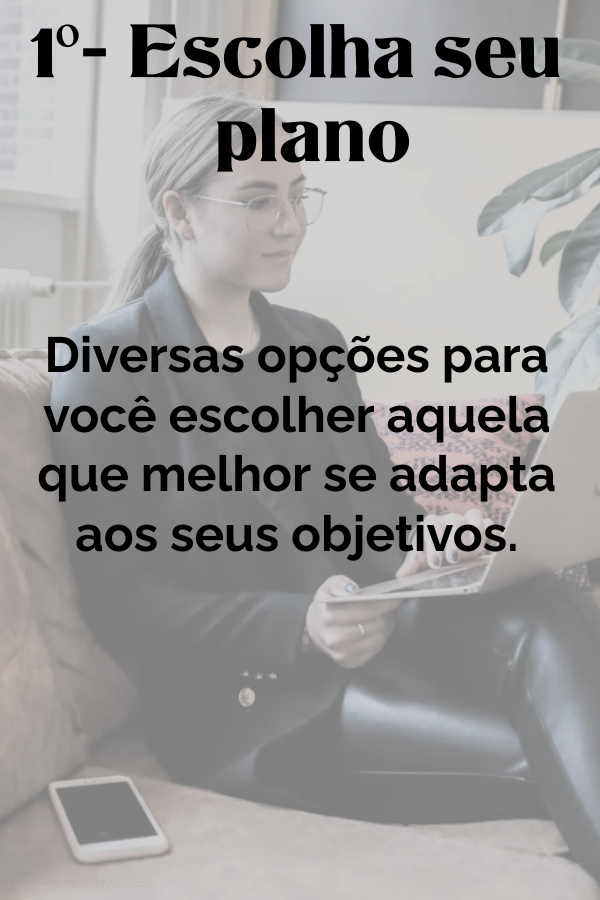 1º- Escolha seu
plano
Diversas opções para
você escolher aquela
que melhor se adapta
aos seus objetivos.